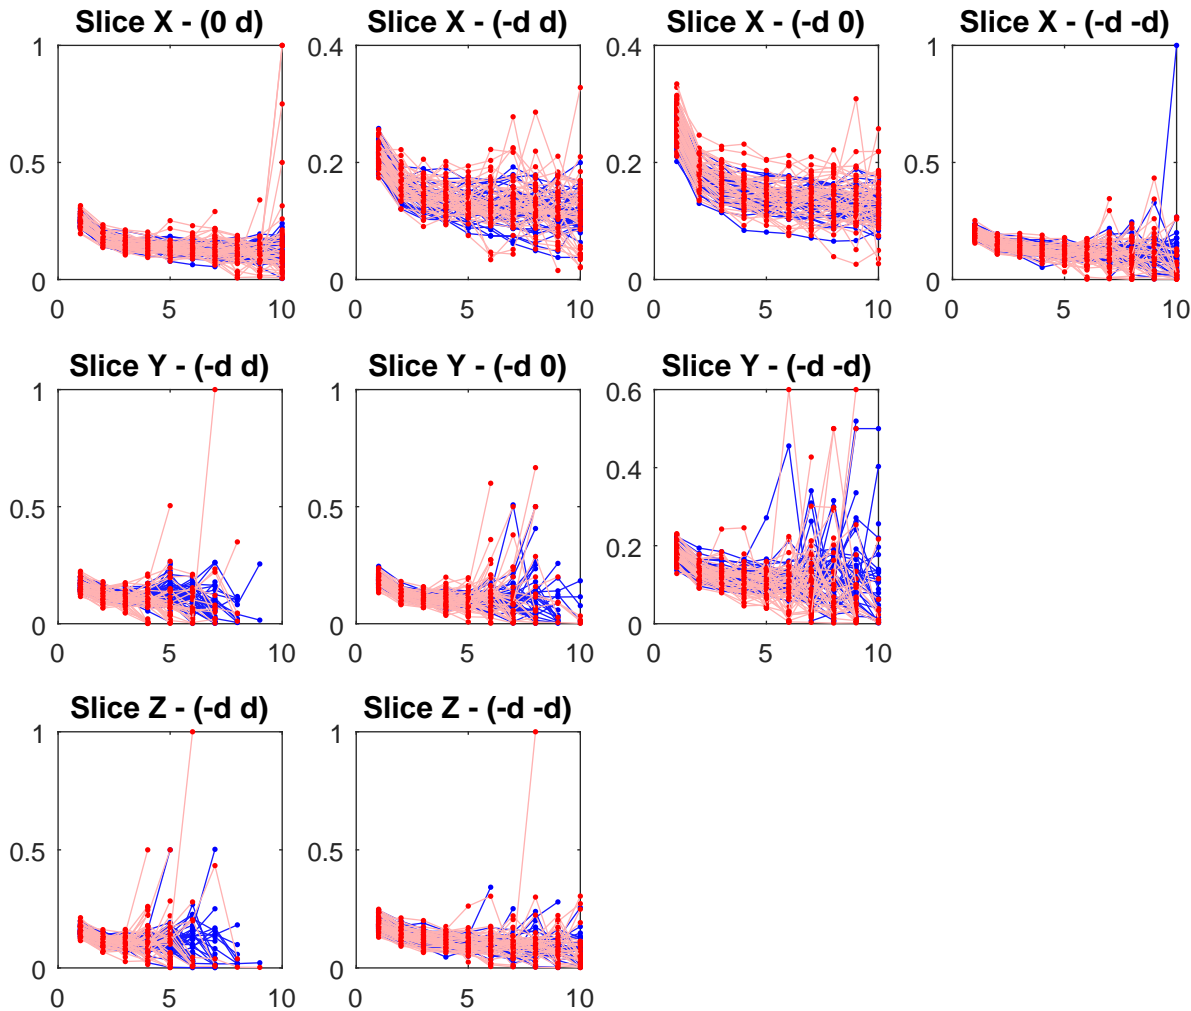 Slice X - (0 d) Slice X - (-d d) Slice X - (-d 0) Slice X - (-d -d)
1 0.4 0.4 1
0.5 0.2 0.2 0.5
0 0 0 0
0 5 10 0 5 10 0 5 10 0 5 10
Slice Y - (-d d) Slice Y - (-d 0) Slice Y - (-d -d)
1 1 0.6
0.4
0.5 0.5
0.2
0 0 0
0 5 10 0 5 10 0 5 10
Slice Z - (-d d) Slice Z - (-d -d)
1 1
0.5 0.5
0 0
0 5 10 0 5 10